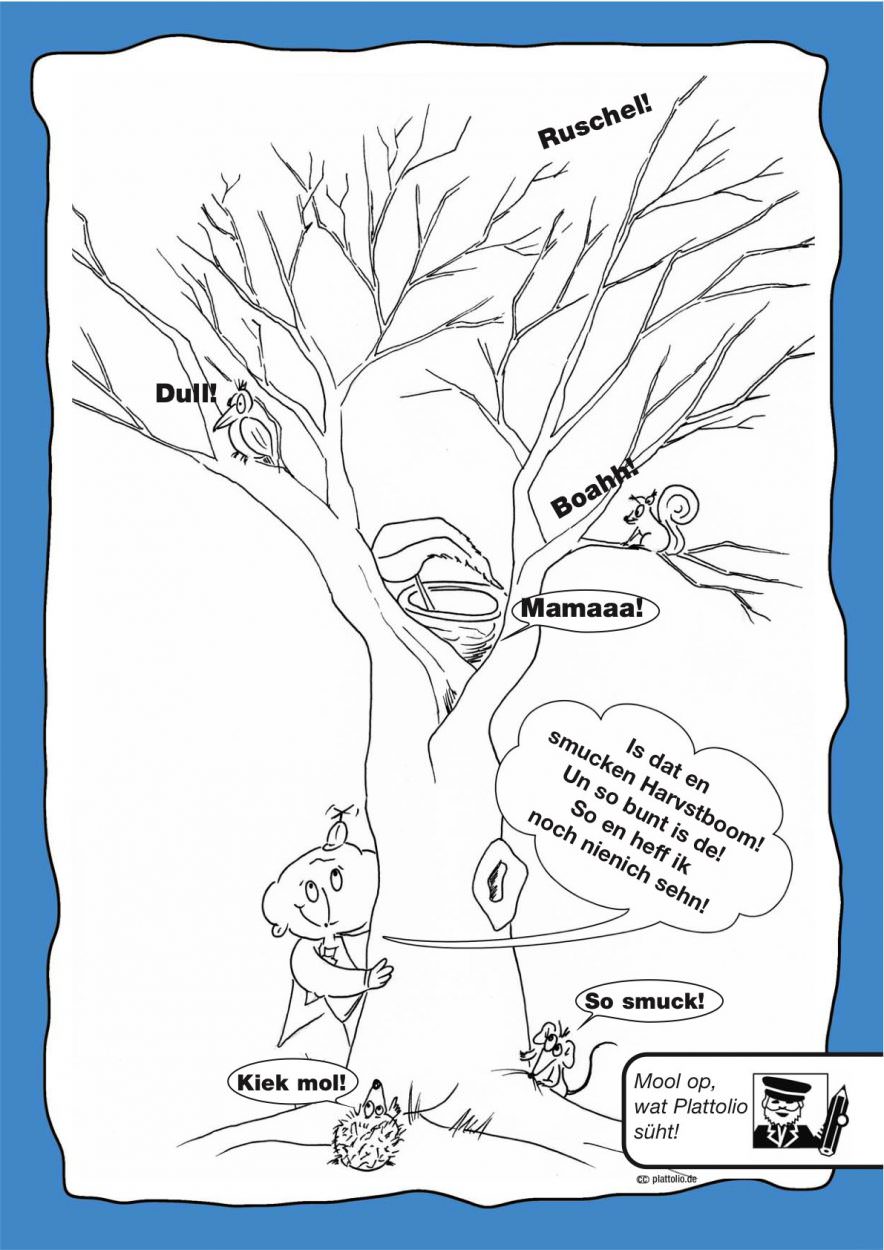 Ruschel!
Dull!
Boahh!
Mamaaa!
Is dat en
smucken Harvstboom!
Un so bunt is de!
So en heff ik
noch nienich sehn!
So smuck!
Kiek mol!
Mool op,
wat Plattolio
süht!
cc plattolio.de